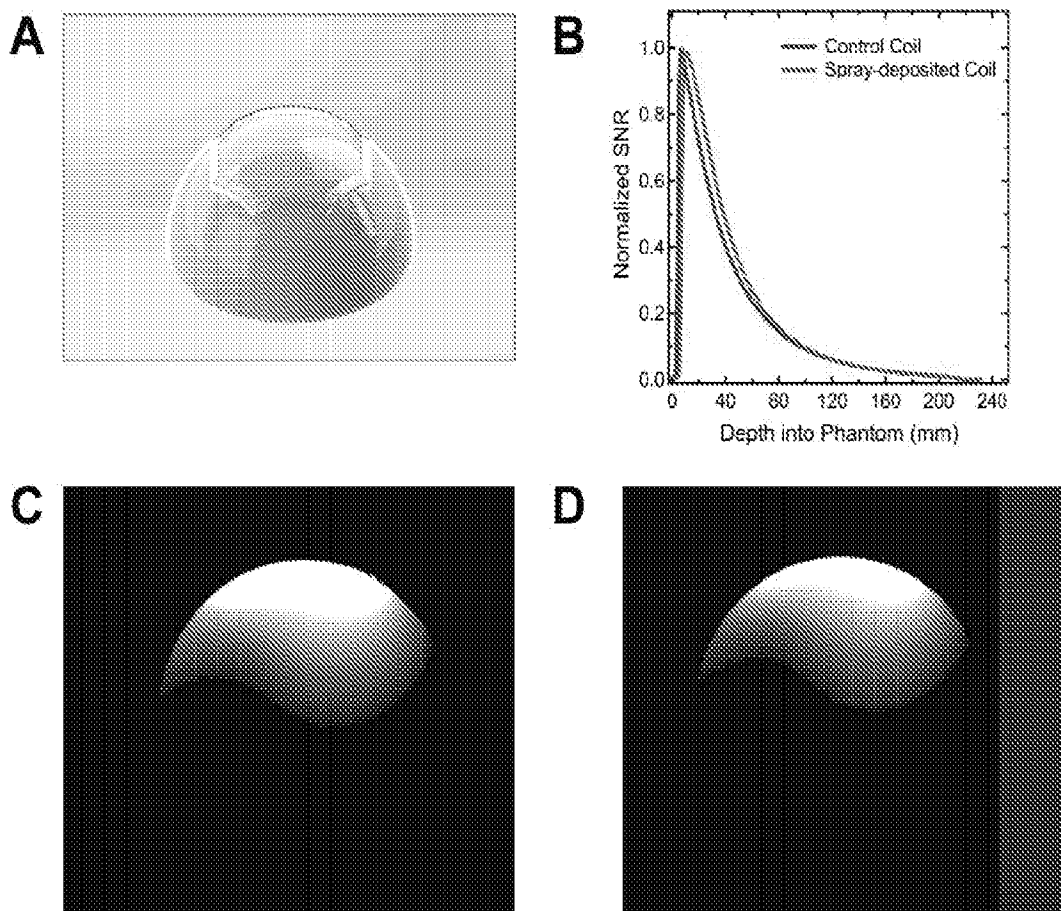 A
B
Control Coil
Spray-deposited Coil
Normalized SNR
1.0
0.8
0.6
0.4
0.2
0.0
0 40 80 120 160 200 240
Depth into Phantom (mm)
C
D